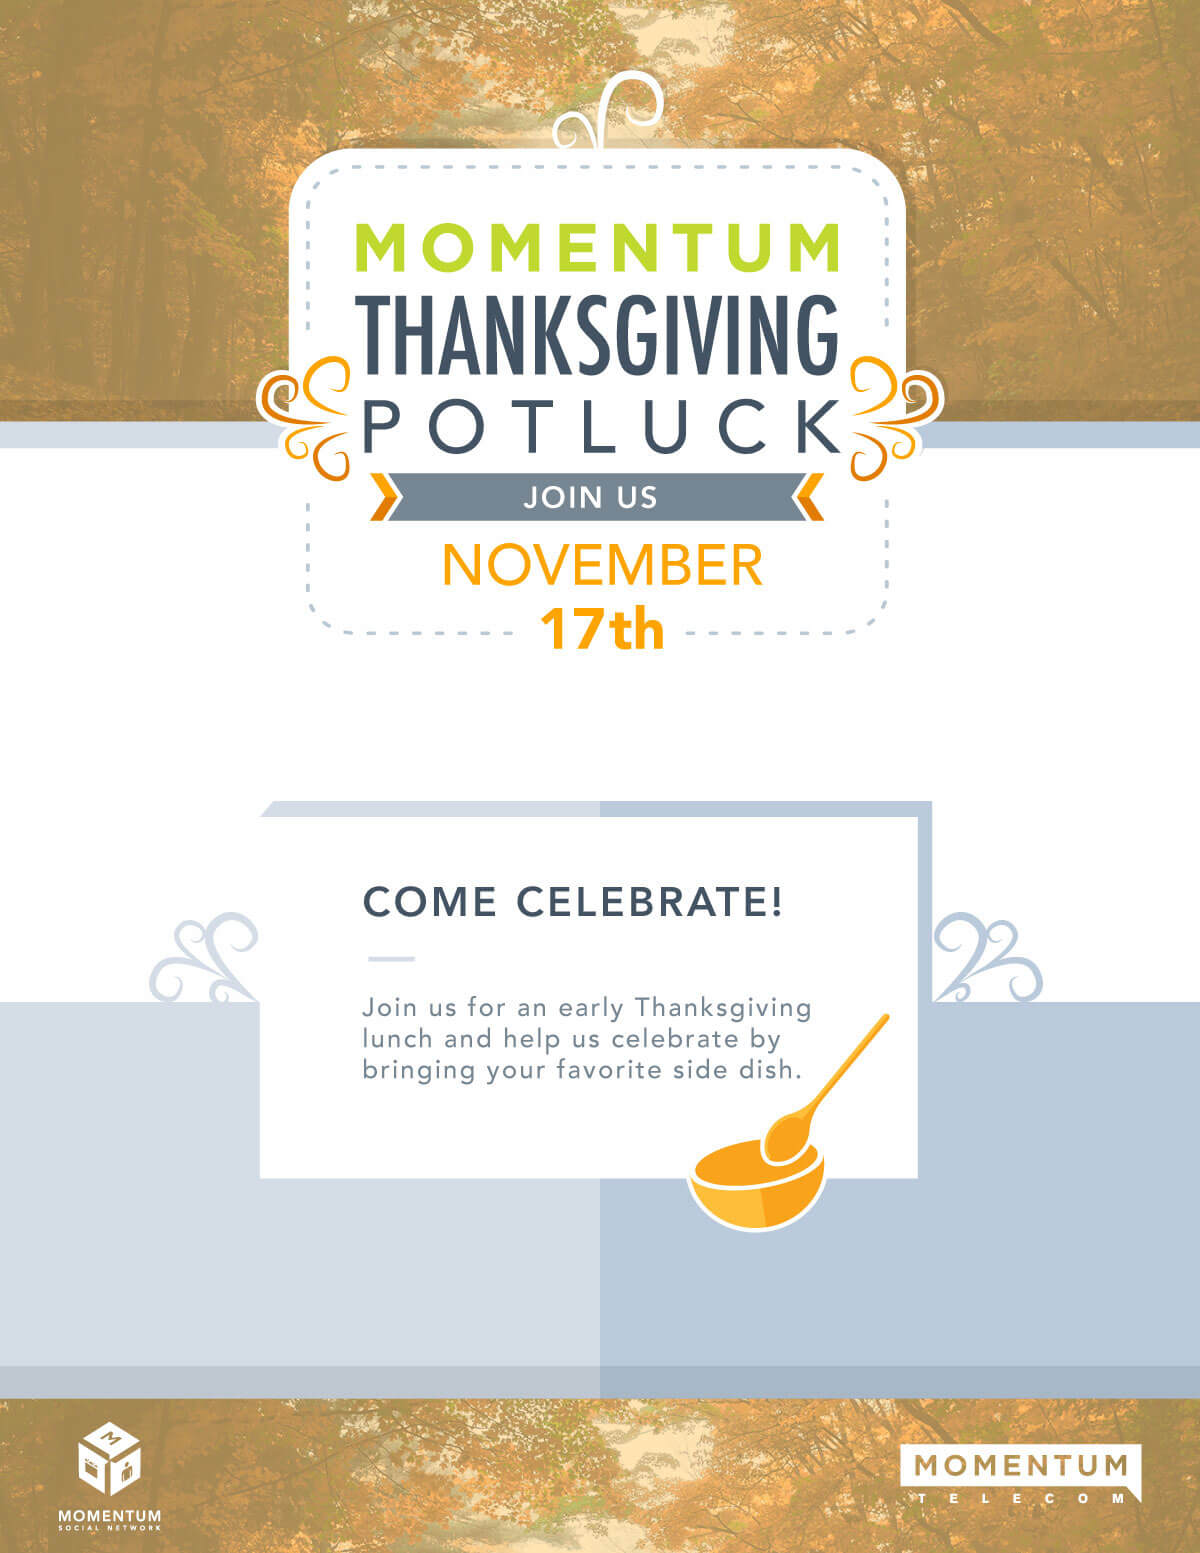 MOMENTUM
THANKSGIVING
POTLUCK
JOIN US
NOVEMBER
17th
COME CELEBRATE!
Join us for an early Thanksgiving
lunch and help us celebrate by
bringing your favorite side dish.
M
MOMENTUM
SOCIAL NETWORK
MOMENTUM
TELECOM